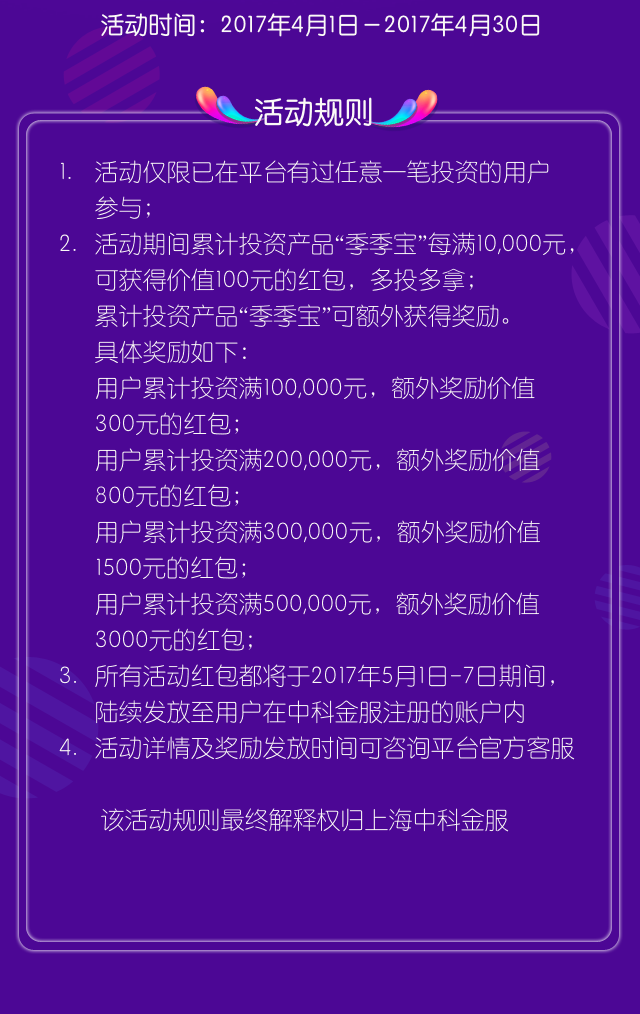 活动时间：2017年4月1日－2017年4月30日
活动规则
1. 活动仅限已在平台有过任意一笔投资的用户
参与；
2. 活动期间累计投资产品“季季宝”每满10,000元，
可获得价值100元的红包，多投多拿；
累计投资产品“季季宝”可额外获得奖励。
具体奖励如下：
用户累计投资满100,000元，额外奖励价值
300元的红包；
用户累计投资满200,000元，额外奖励价值
800元的红包；
用户累计投资满300,000元，额外奖励价值
1500元的红包；
用户累计投资满500,000元，额外奖励价值
3000元的红包；
3. 所有活动红包都将于2017年5月1日-7日期间，
陆续发放至用户在中科金服注册的账户内
4. 活动详情及奖励发放时间可咨询平台官方客服
该活动规则最终解释权归上海中科金服